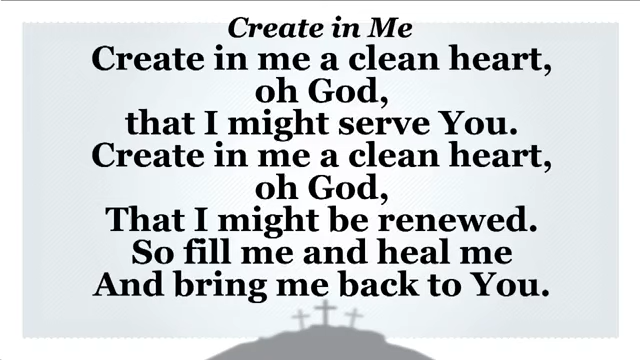 Create in Me
Create in me a clean heart,
oh God,
that I might serve You.
Create in me a clean heart,
oh God,
That I might be renewed.
So fill me and heal me
And bring me back to You.